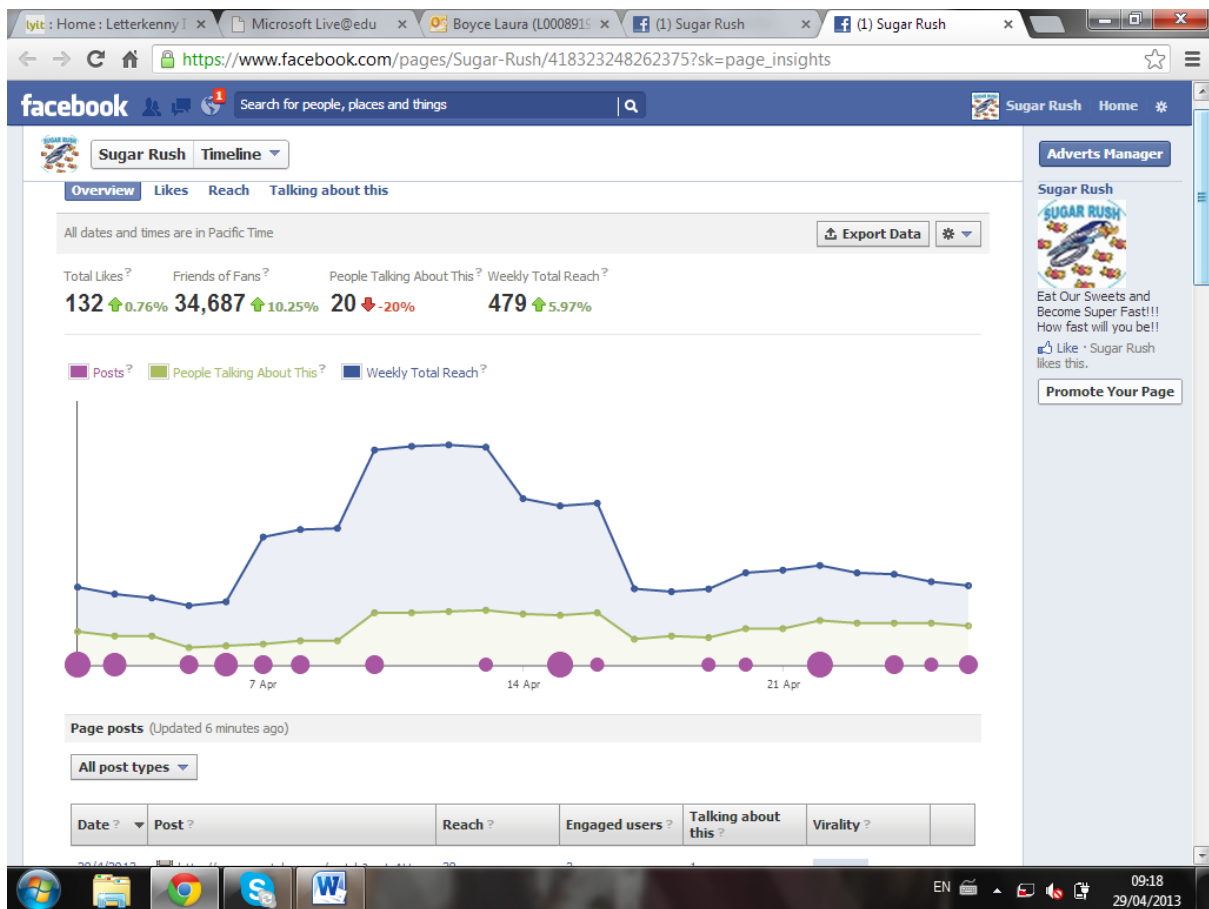 lyit : Home : Letterkenny I
Microsoft Live@edu
Boyce Laura (L0008919
(1) Sugar Rush
(1) Sugar Rush
https://www.facebook.com/pages/Sugar-Rush/418323248262375?sk=page_insights
facebook 1 Search for people, places and things Sugar Rush Home
Sugar Rush Timeline
Adverts Manager
Overview Likes Reach Talking about this
Sugar Rush
SUGAR RUSH
All dates and times are in Pacific Time
Export Data
Total Likes? Friends of Fans? People Talking About This? Weekly Total Reach?
132 0.76% 34,687 10.25% 20 -20% 479 5.97%
Eat Our Sweets and
Become Super Fast!!!
How fast will you be!!
Like · Sugar Rush
likes this.
Promote Your Page
Posts? People Talking About This? Weekly Total Reach?
7 Apr 14 Apr 21 Apr
Page posts (Updated 6 minutes ago)
All post types
Date? Post? Reach? Engaged users? Talking about
this? Virality?
EN 09:18
29/04/2013